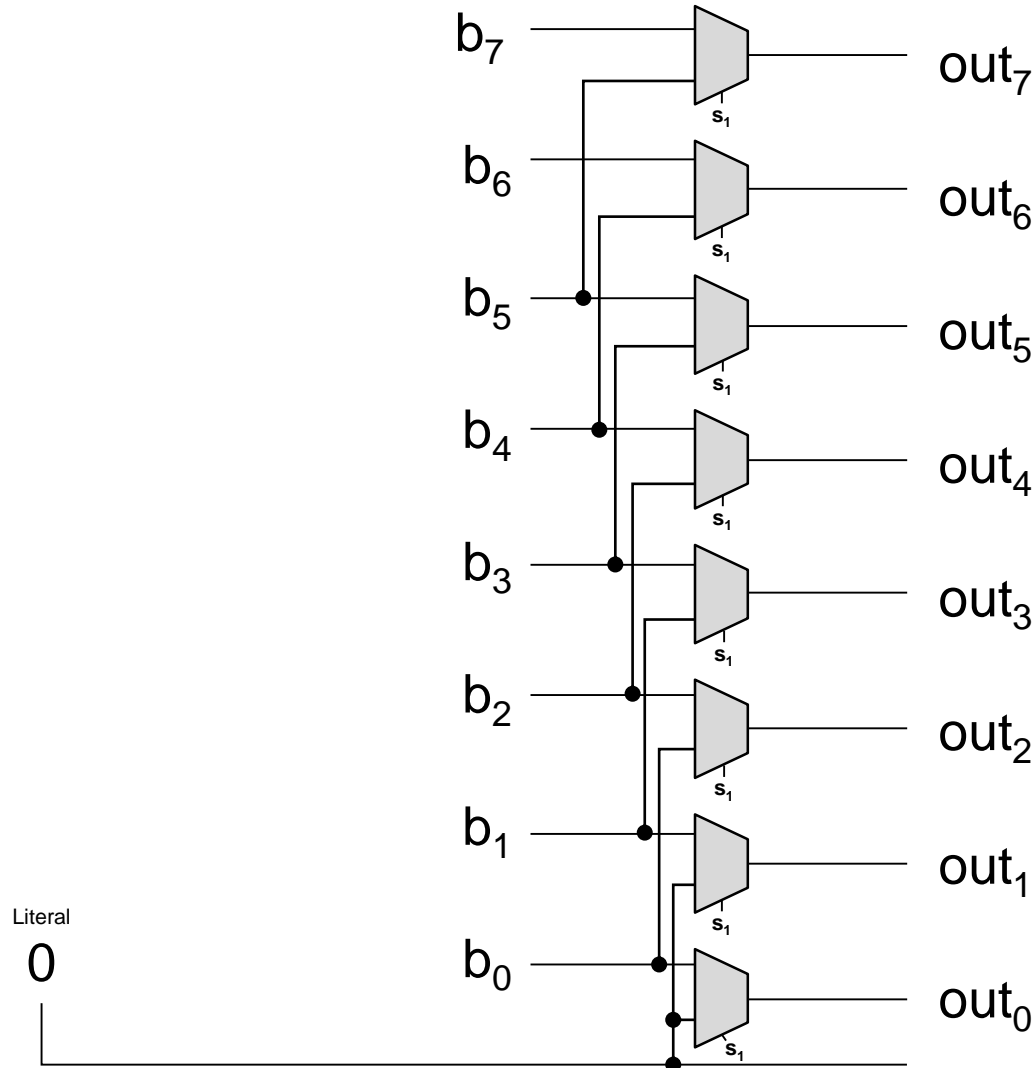 b₇ out₇
s₁
b₆ out₆
s₁
b₅ out₅
s₁
b₄ out₄
s₁
b₃ out₃
s₁
b₂ out₂
s₁
b₁ out₁
s₁
Literal
0 b₀ out₀
s₁